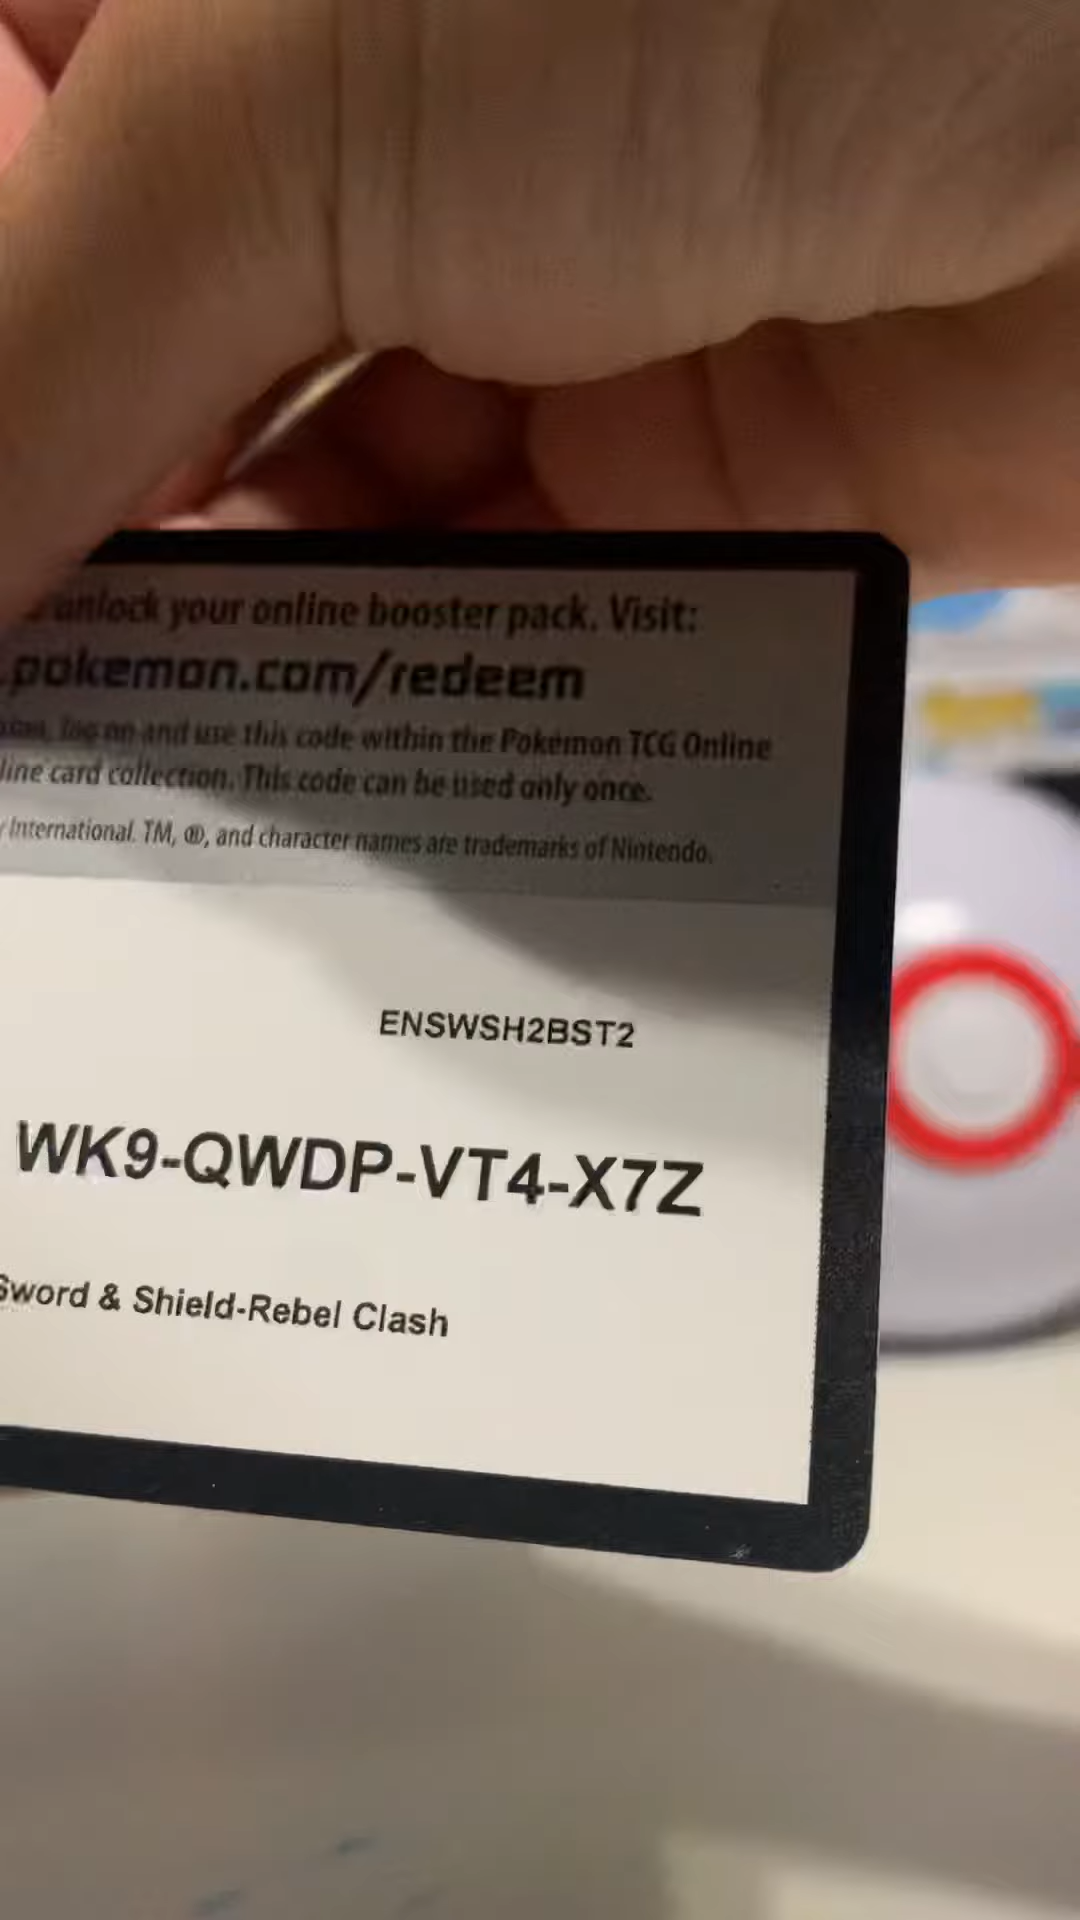 unlock your online booster pack. Visit:
.pokemon.com/redeem
log on and use this code within the Pokémon TCG Online
line card collection. This code can be used only once.
International. TM, ®, and character names are trademarks of Nintendo.
ENSWSH2BST2
WK9-QWDP-VT4-X7Z
Sword & Shield-Rebel Clash